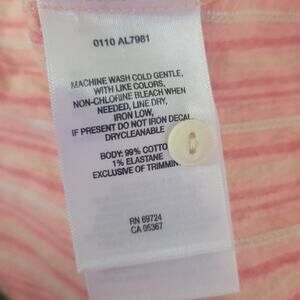 0110 AL7981
MACHINE WASH COLD GENTLE,
WITH LIKE COLORS,
NON-CHLORINE BLEACH WHEN
NEEDED, LINE DRY,
IRON LOW,
IF PRESENT DO NOT IRON DECAL
DRYCLEANABLE
BODY: 99% COTTO
1% ELASTANE
EXCLUSIVE OF TRIMMIN
RN 69724
CA 05367